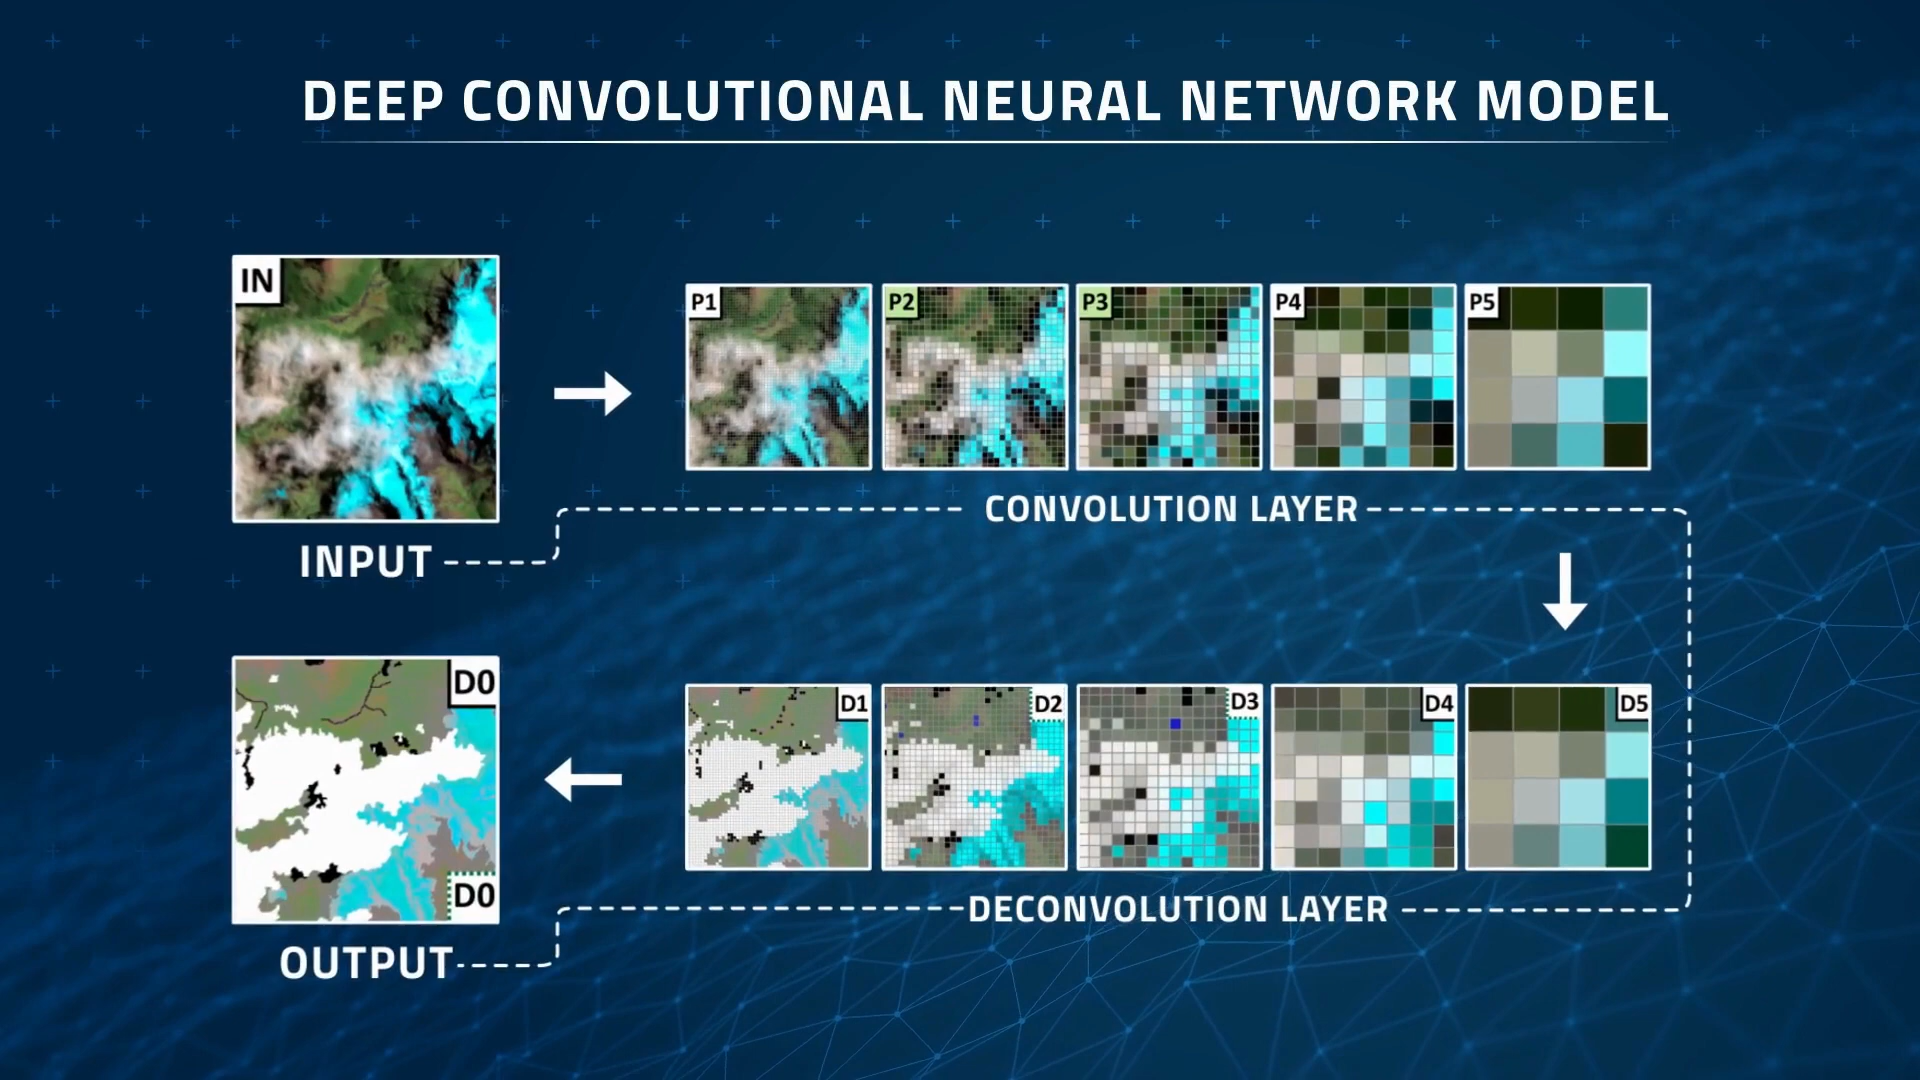 DEEP CONVOLUTIONAL NEURAL NETWORK MODEL
IN
P1
P2
P3
P4
P5
CONVOLUTION LAYER
INPUT
D0
D1
D2
D3
D4
D5
D0
DECONVOLUTION LAYER
OUTPUT